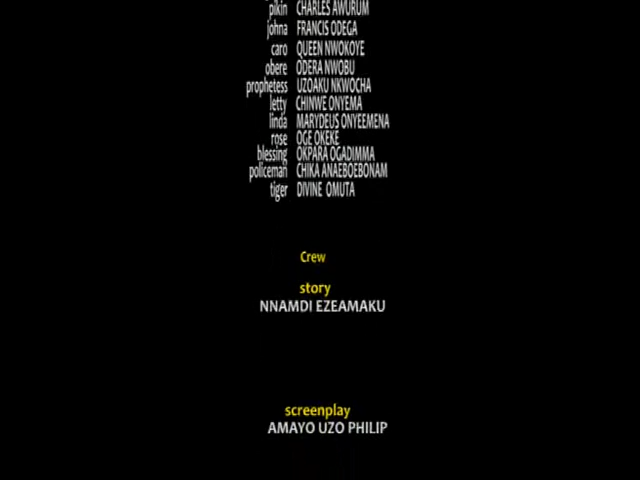 pikin CHARLES AWURUM
johna FRANCIS ODEGA
caro QUEEN NWOKOYE
obere ODERA NWOBU
prophetess UZOAKU NKWOCHA
letty CHINWE ONYEMA
linda MARYDEUS ONYEEMENA
rose OGE OKEKE
blessing OKPARA OGADIMMA
policeman CHIKA ANAEBOEBONAM
tiger DIVINE OMUTA
Crew
story
NNAMDI EZEAMAKU
screenplay
AMAYO UZO PHILIP